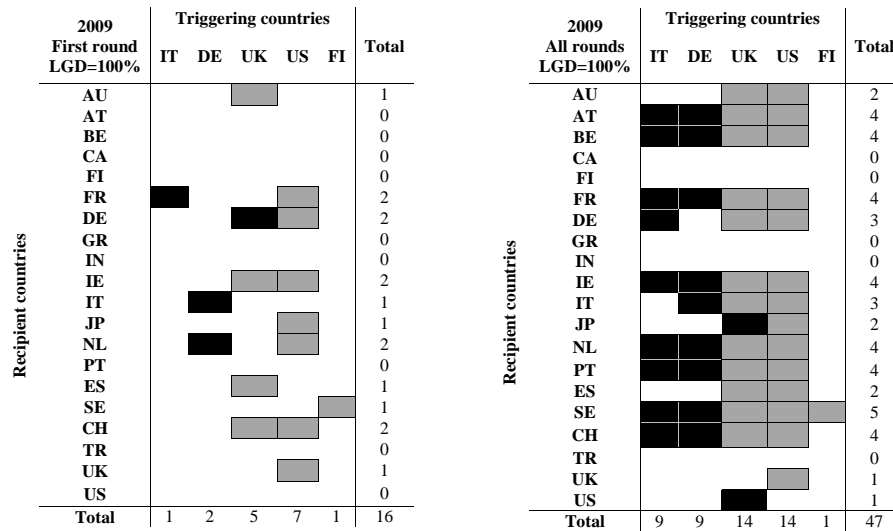 2009
First round
LGD=100%
Triggering countries
IT DE UK US FI
Total
Recipient countries
AU 1
AT 0
BE 0
CA 0
FI 0
FR 2
DE 2
GR 0
IN 0
IE 2
IT 1
JP 1
NL 2
PT 0
ES 1
SE 1
CH 2
TR 0
UK 1
US 0
Total 1 2 5 7 1 16
2009
All rounds
LGD=100%
Triggering countries
IT DE UK US FI
Total
Recipient countries
AU 2
AT 4
BE 4
CA 0
FI 0
FR 4
DE 3
GR 0
IN 0
IE 4
IT 3
JP 2
NL 4
PT 4
ES 2
SE 5
CH 4
TR 0
UK 1
US 1
Total 9 9 14 14 1 47